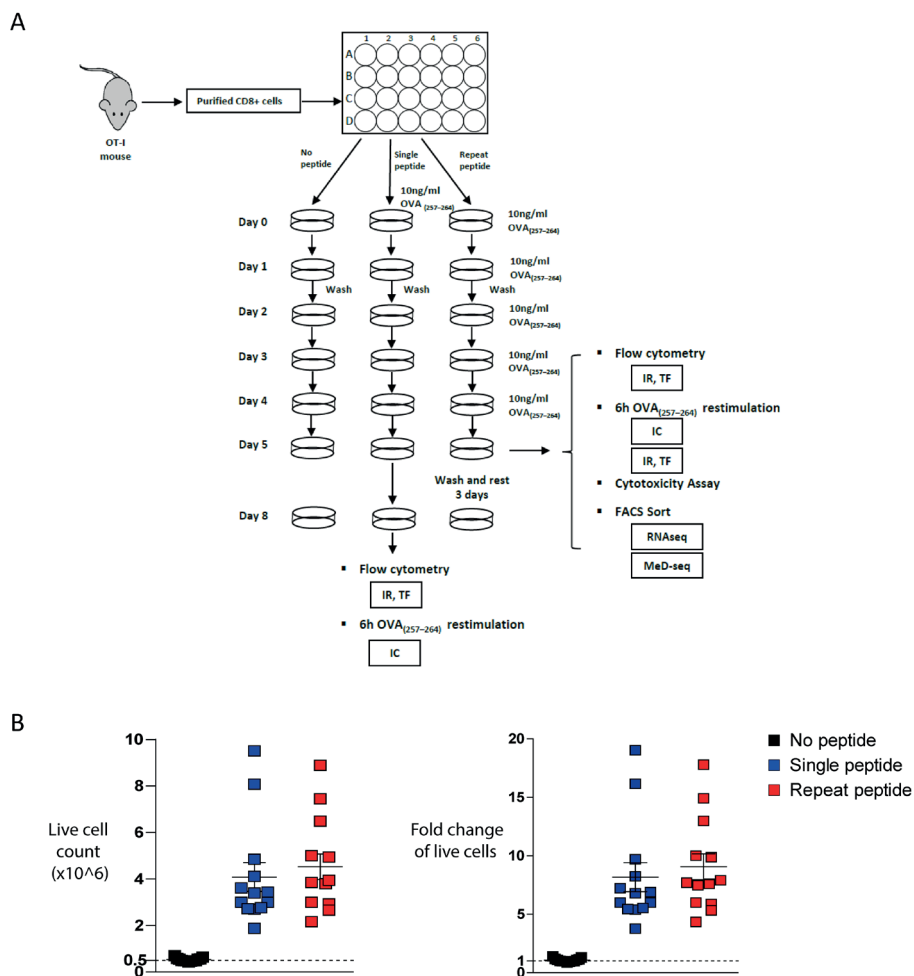 A
1 2 3 4 5 6
A
B
C
D
OT-I
mouse
Purified CD8+ cells
No
peptide
Single
peptide
Repeat
peptide
10ng/ml
OVA (257–264)
Day 0
10ng/ml
OVA(257–264)
Day 1
10ng/ml
OVA(257–264)
Wash
Wash
Wash
Day 2
10ng/ml
OVA(257–264)
Day 3
10ng/ml
OVA(257–264)
Day 4
10ng/ml
OVA(257–264)
Day 5
Wash and rest
3 days
Day 8
▪ Flow cytometry
IR, TF
▪ 6h OVA(257–264) restimulation
IC
IR, TF
▪ Cytotoxicity Assay
▪ FACS Sort
RNAseq
MeD-seq
▪ Flow cytometry
IR, TF
▪ 6h OVA(257–264) restimulation
IC
B
Live cell
count
(x10^6)
10
8
6
4
2
0.5
0
Fold change
of live cells
20
15
10
5
1
0
No peptide
Single peptide
Repeat peptide